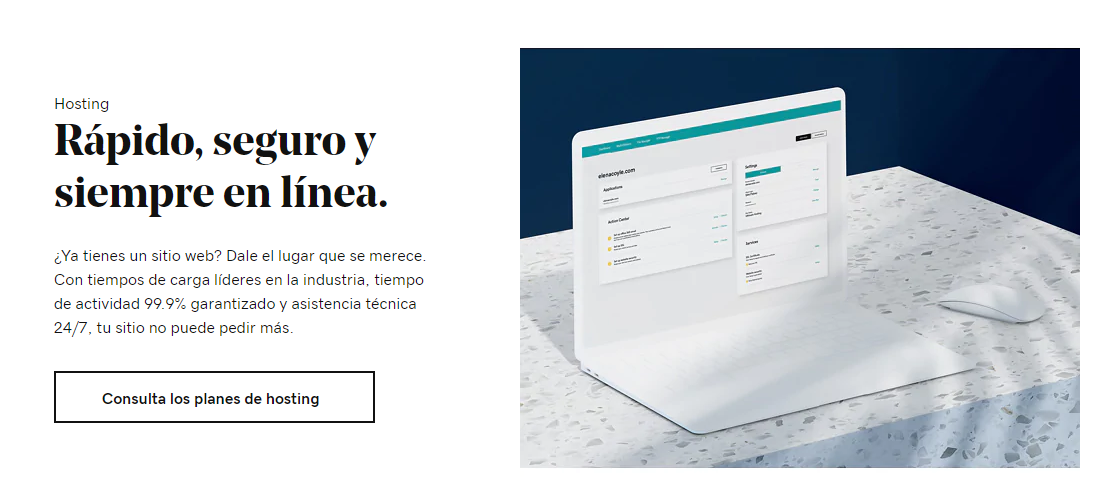 Hosting
Rápido, seguro y
siempre en línea.
¿Ya tienes un sitio web? Dale el lugar que se merece.
Con tiempos de carga líderes en la industria, tiempo
de actividad 99.9% garantizado y asistencia técnica
24/7, tu sitio no puede pedir más.
Consulta los planes de hosting
elenacoyle.com
Applications
Action Center
Settings
Services